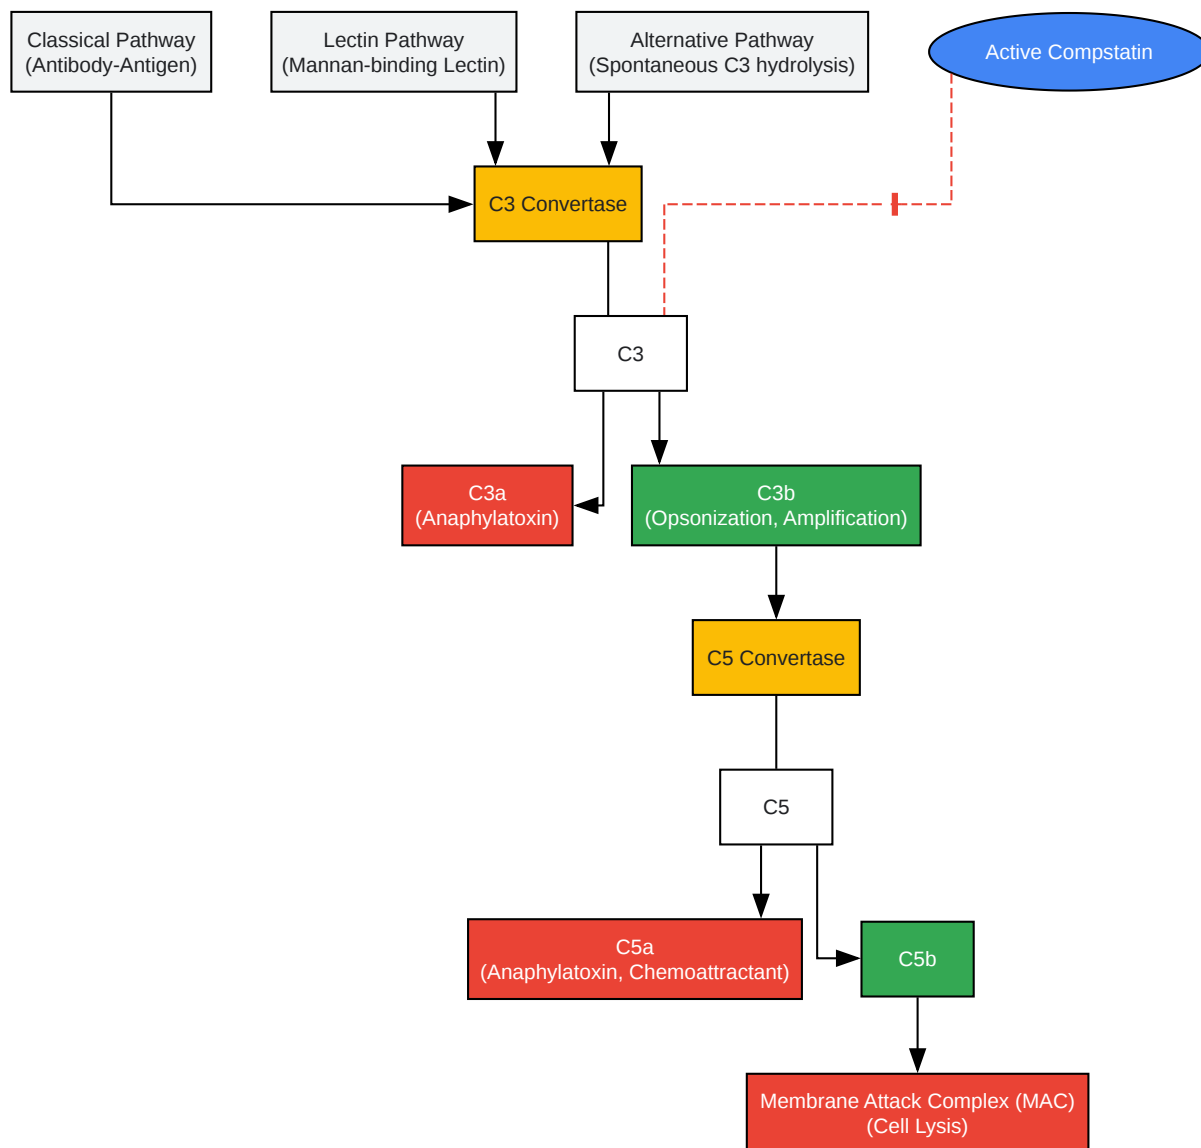 Classical Pathway
(Antibody-Antigen)
Lectin Pathway
(Mannan-binding Lectin)
Alternative Pathway
(Spontaneous C3 hydrolysis)
Active Compstatin
C3 Convertase
C3
C3a
(Anaphylatoxin)
C3b
(Opsonization, Amplification)
C5 Convertase
C5
C5a
(Anaphylatoxin, Chemoattractant)
C5b
Membrane Attack Complex (MAC)
(Cell Lysis)